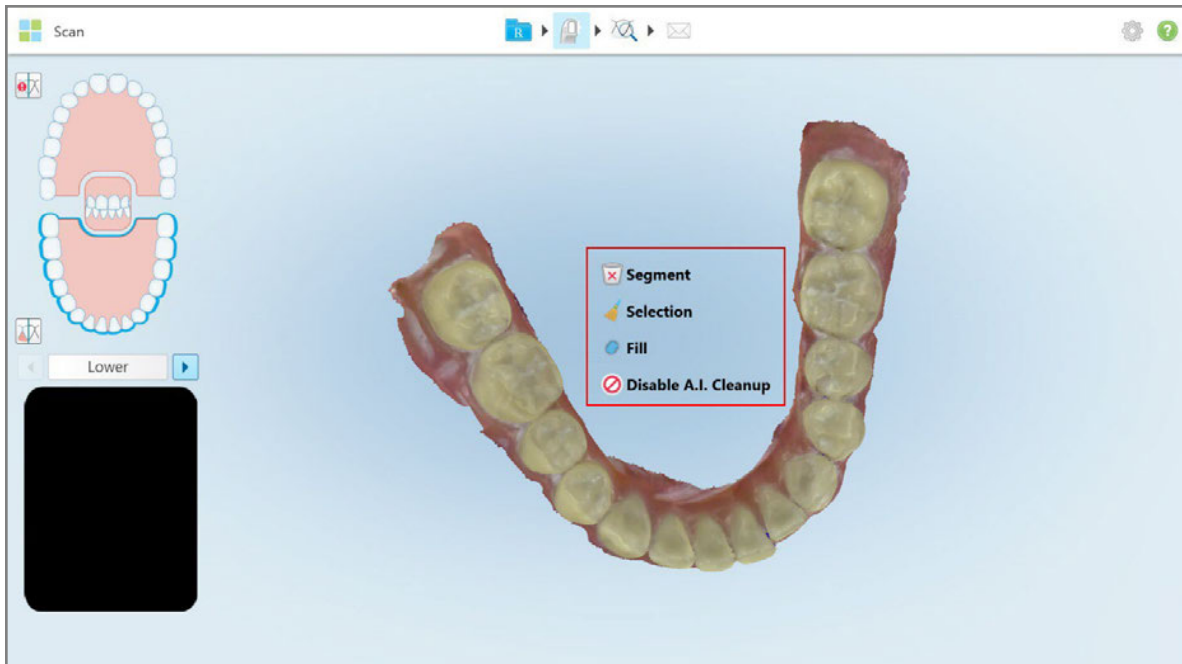 Scan
R
?
Segment
Selection
Fill
Disable A.I. Cleanup
Lower